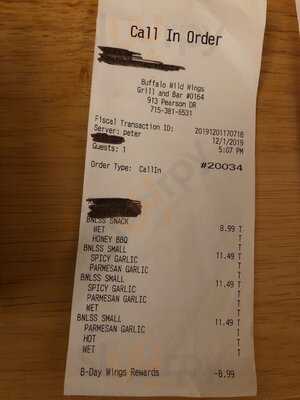 Call In Order
Buffalo Wild Wings
Grill and Bar #0164
913 Pearson DR
715-381-6531
Fiscal Transaction ID:
20191201170718
Server: peter 12/1/2019
5:07 PM
Guests: 1
Order Type: CallIn #20034
BNLSS SNACK 8.99 T
WET T
HONEY BBQ T
BNLSS SMALL 11.49 T
SPICY GARLIC T
PARMESAN GARLIC T
BNLSS SMALL 11.49 T
SPICY GARLIC T
PARMESAN GARLIC T
WET T
BNLSS SMALL 11.49 T
PARMESAN GARLIC T
HOT T
WET T
B-Day Wings Rewards -8.99